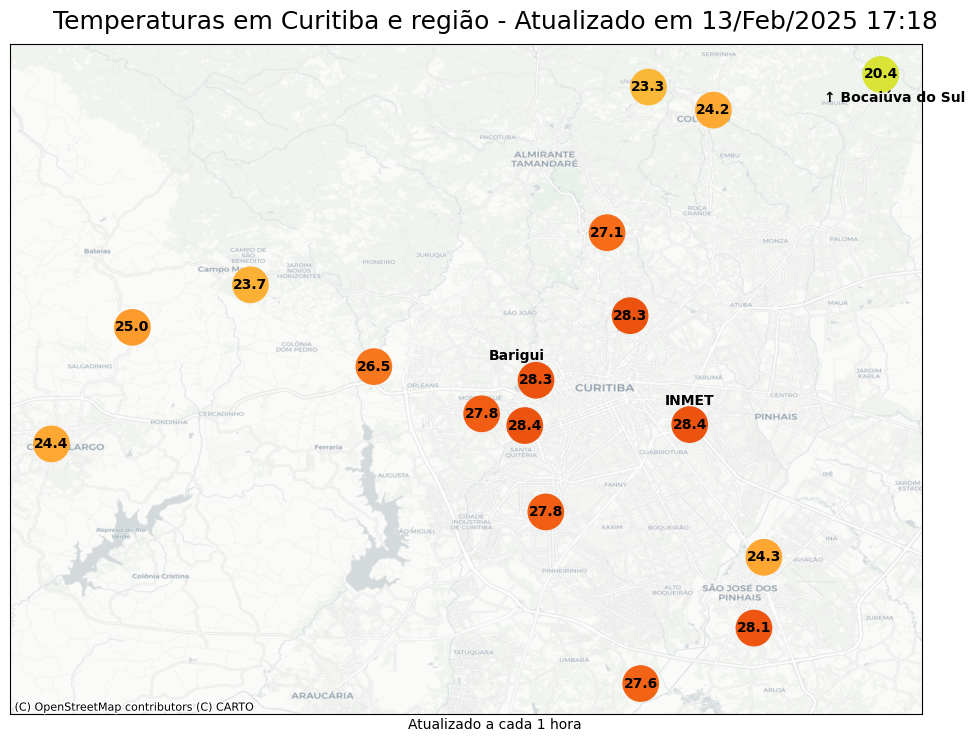 Temperaturas em Curitiba e região - Atualizado em 13/Feb/2025 17:18
SERRINHA
20.4
23.3
↑ Bocaiúva do Sul
24.2
PACOTUBA
ALMIRANTE
TAMANDARÉ
EMBU
ROÇA
GRANDE
27.1
MONZA
PALOMA
Bateias
CAMPO DE
SÃO
BENEDITO
JURUQUI
PIONEIRO
JARDIM
NOVOS
HORIZONTES
23.7
ATUBA
MAUÁ
SÃO JOÃO
28.3
25.0
COLÔNIA
DOM PEDRO
Barigui
SALGADINHO
26.5
JARDIM
KARLA
TARUMÃ
28.3
ORLEANS
CURITIBA
CENTRO
INMET
27.8
CERCADINHO
RONDINHA
PINHAIS
28.4
28.4
24.4
Ferraria
SANTA
QUITÉRIA
GUABIROTUBA
AUGUSTA
IPÊ
FANNY
JARDIM
27.8
CIDADE
INDUSTRIAL
DE CURITIBA
XAXIM
BOQUEIRÃO
SÃO MIGUEL
Represa do Rio
Verde
INÁ
24.3
AVIAÇÃO
Colônia Cristina
PINHEIRINHO
ALTO
BOQUEIRÃO
SÃO JOSÉ DOS
PINHAIS
JUREMA
28.1
TATUQUARA
UMBARÁ
27.6
ARUJÁ
ARAUCÁRIA
(C) OpenStreetMap contributors (C) CARTO
Atualizado a cada 1 hora